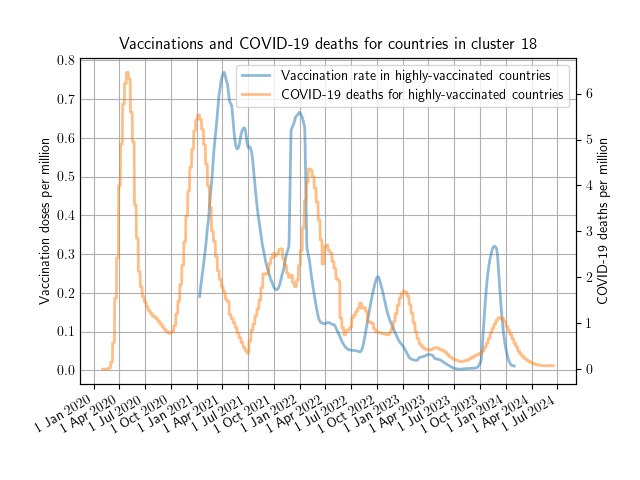 Vaccinations and COVID-19 deaths for countries in cluster 18
Vaccination rate in highly-vaccinated countries
COVID-19 deaths for highly-vaccinated countries
Vaccination doses per million
0.8
0.7
0.6
0.5
0.4
0.3
0.2
0.1
0.0
6
5
4
3
2
1
0
COVID-19 deaths per million
1 Jan 2020
1 Apr 2020
1 Jul 2020
1 Oct 2020
1 Jan 2021
1 Apr 2021
1 Jul 2021
1 Oct 2021
1 Jan 2022
1 Apr 2022
1 Jul 2022
1 Oct 2022
1 Jan 2023
1 Apr 2023
1 Jul 2023
1 Oct 2023
1 Jan 2024
1 Apr 2024
1 Jul 2024